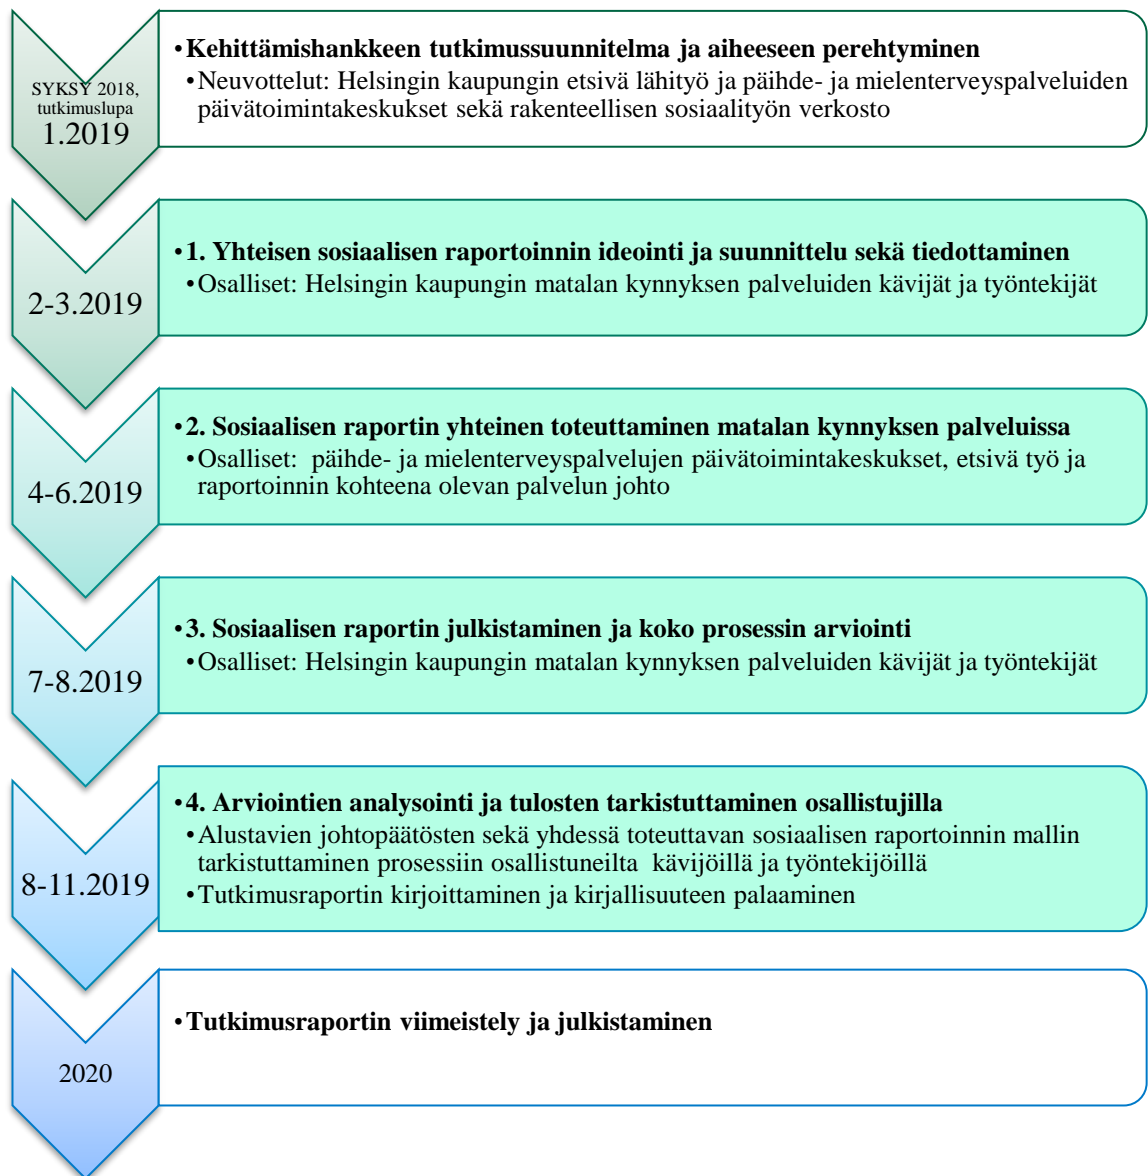 SYKSY 2018,
tutkimuslupa
1.2019
•Kehittämishankkeen tutkimussuunnitelma ja aiheeseen perehtyminen
•Neuvottelut: Helsingin kaupungin etsivä lähityö ja päihde- ja mielenterveyspalveluiden
päivätoimintakeskukset sekä rakenteellisen sosiaalityön verkosto
2-3.2019
•1. Yhteisen sosiaalisen raportoinnin ideointi ja suunnittelu sekä tiedottaminen
•Osalliset: Helsingin kaupungin matalan kynnyksen palveluiden kävijät ja työntekijät
4-6.2019
•2. Sosiaalisen raportin yhteinen toteuttaminen matalan kynnyksen palveluissa
•Osalliset: päihde- ja mielenterveyspalvelujen päivätoimintakeskukset, etsivä työ ja
raportoinnin kohteena olevan palvelun johto
7-8.2019
•3. Sosiaalisen raportin julkistaminen ja koko prosessin arviointi
•Osalliset: Helsingin kaupungin matalan kynnyksen palveluiden kävijät ja työntekijät
8-11.2019
•4. Arviointien analysointi ja tulosten tarkistuttaminen osallistujilla
•Alustavien johtopäätösten sekä yhdessä toteuttavan sosiaalisen raportoinnin mallin
tarkistuttaminen prosessiin osallistuneilta kävijöillä ja työntekijöillä
•Tutkimusraportin kirjoittaminen ja kirjallisuuteen palaaminen
2020
•Tutkimusraportin viimeistely ja julkistaminen